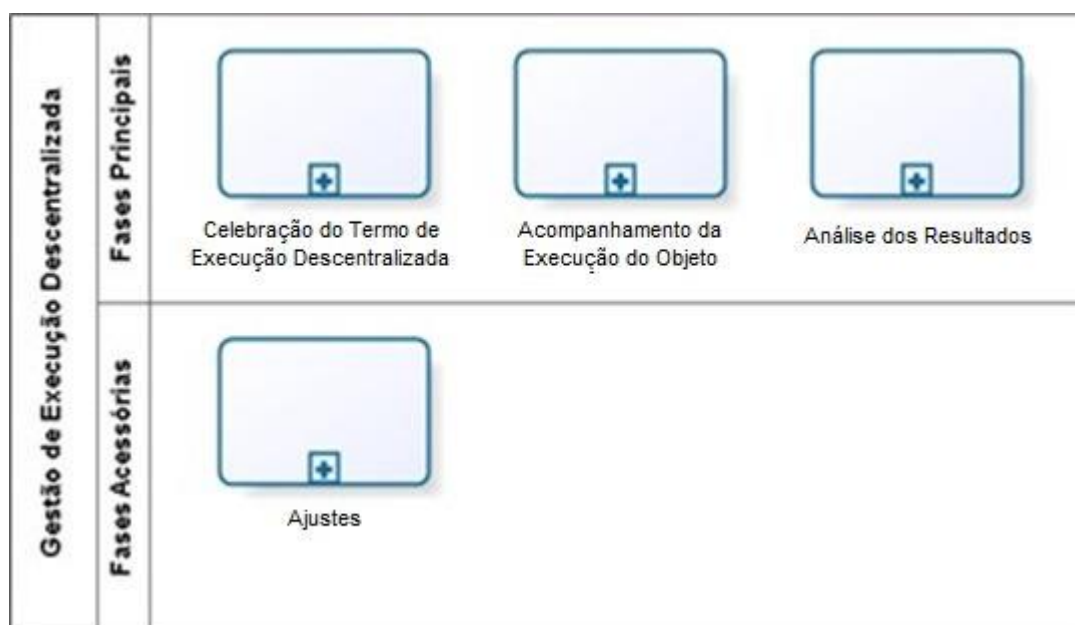 Gestão de Execução Descentralizada
Fases Principais
Celebração do Termo de
Execução Descentralizada
Acompanhamento da
Execução do Objeto
Análise dos Resultados
Fases Acessórias
Ajustes